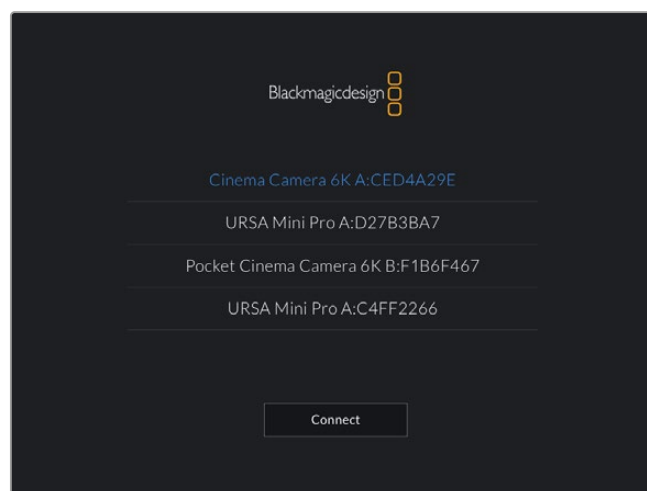 Blackmagicdesign
Cinema Camera 6K A:CED4A29E
URSA Mini Pro A:D27B3BA7
Pocket Cinema Camera 6K B:F1B6F467
URSA Mini Pro A:C4FF2266
Connect